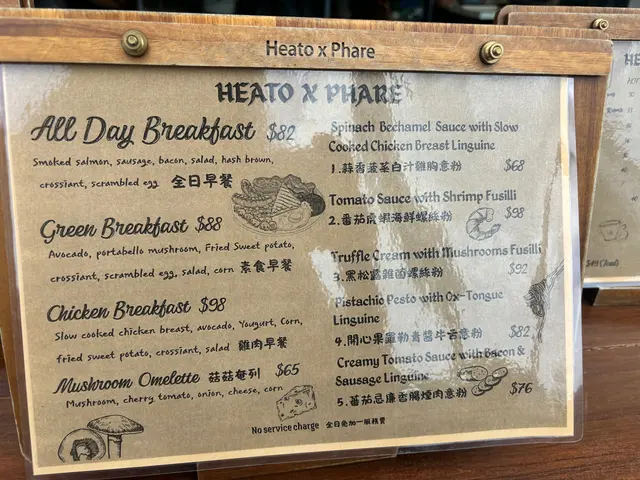 Heato x Phare
HEATO X PHARE
All Day Breakfast $82
Smoked salmon, sausage, bacon, salad, hash brown,
crossiant, scrambled egg 全日早餐
Green Breakfast $88
Avocado, portabello mushroom, Fried Sweet potato,
crossiant, scrambled egg, salad, corn 素食早餐
Chicken Breakfast $98
Slow cooked chicken breast, avocado, Yougurt, Corn,
fried sweet potato, crossiant, salad 雞肉早餐
Mushroom Omelette 菇菇奄列 $65
Mushroom, cherry tomato, onion, cheese, corn
Spinach Bechamel Sauce with Slow
Cooked Chicken Breast Linguine
1.蒜香菠菜白汁雞胸意粉 $68
Tomato Sauce with Shrimp Fusilli
2.番茄虎蝦海鮮螺絲粉 $98
Truffle Cream with Mushrooms Fusilli
3.黑松露雜菌螺絲粉 $92
Pistachio Pesto with Ox-Tongue
Linguine
4.開心果羅勒青醬牛舌意粉 $82
Creamy Tomato Sauce with Bacon &
Sausage Linguine
5.番茄忌廉香腸煙肉意粉 $76
No service charge 全日免加一服務費
HE